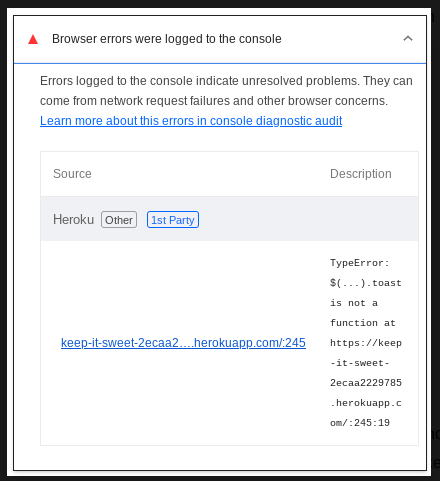 Browser errors were logged to the console
Errors logged to the console indicate unresolved problems. They can
come from network request failures and other browser concerns.
Learn more about this errors in console diagnostic audit
Source Description
Heroku Other 1st Party
TypeError:
$(...).toast
is not a
function at
https://keep
keep-it-sweet-2ecaa2….herokuapp.com/:245
-it-sweet-
2ecaa2229785
.herokuapp.c
om/:245:19